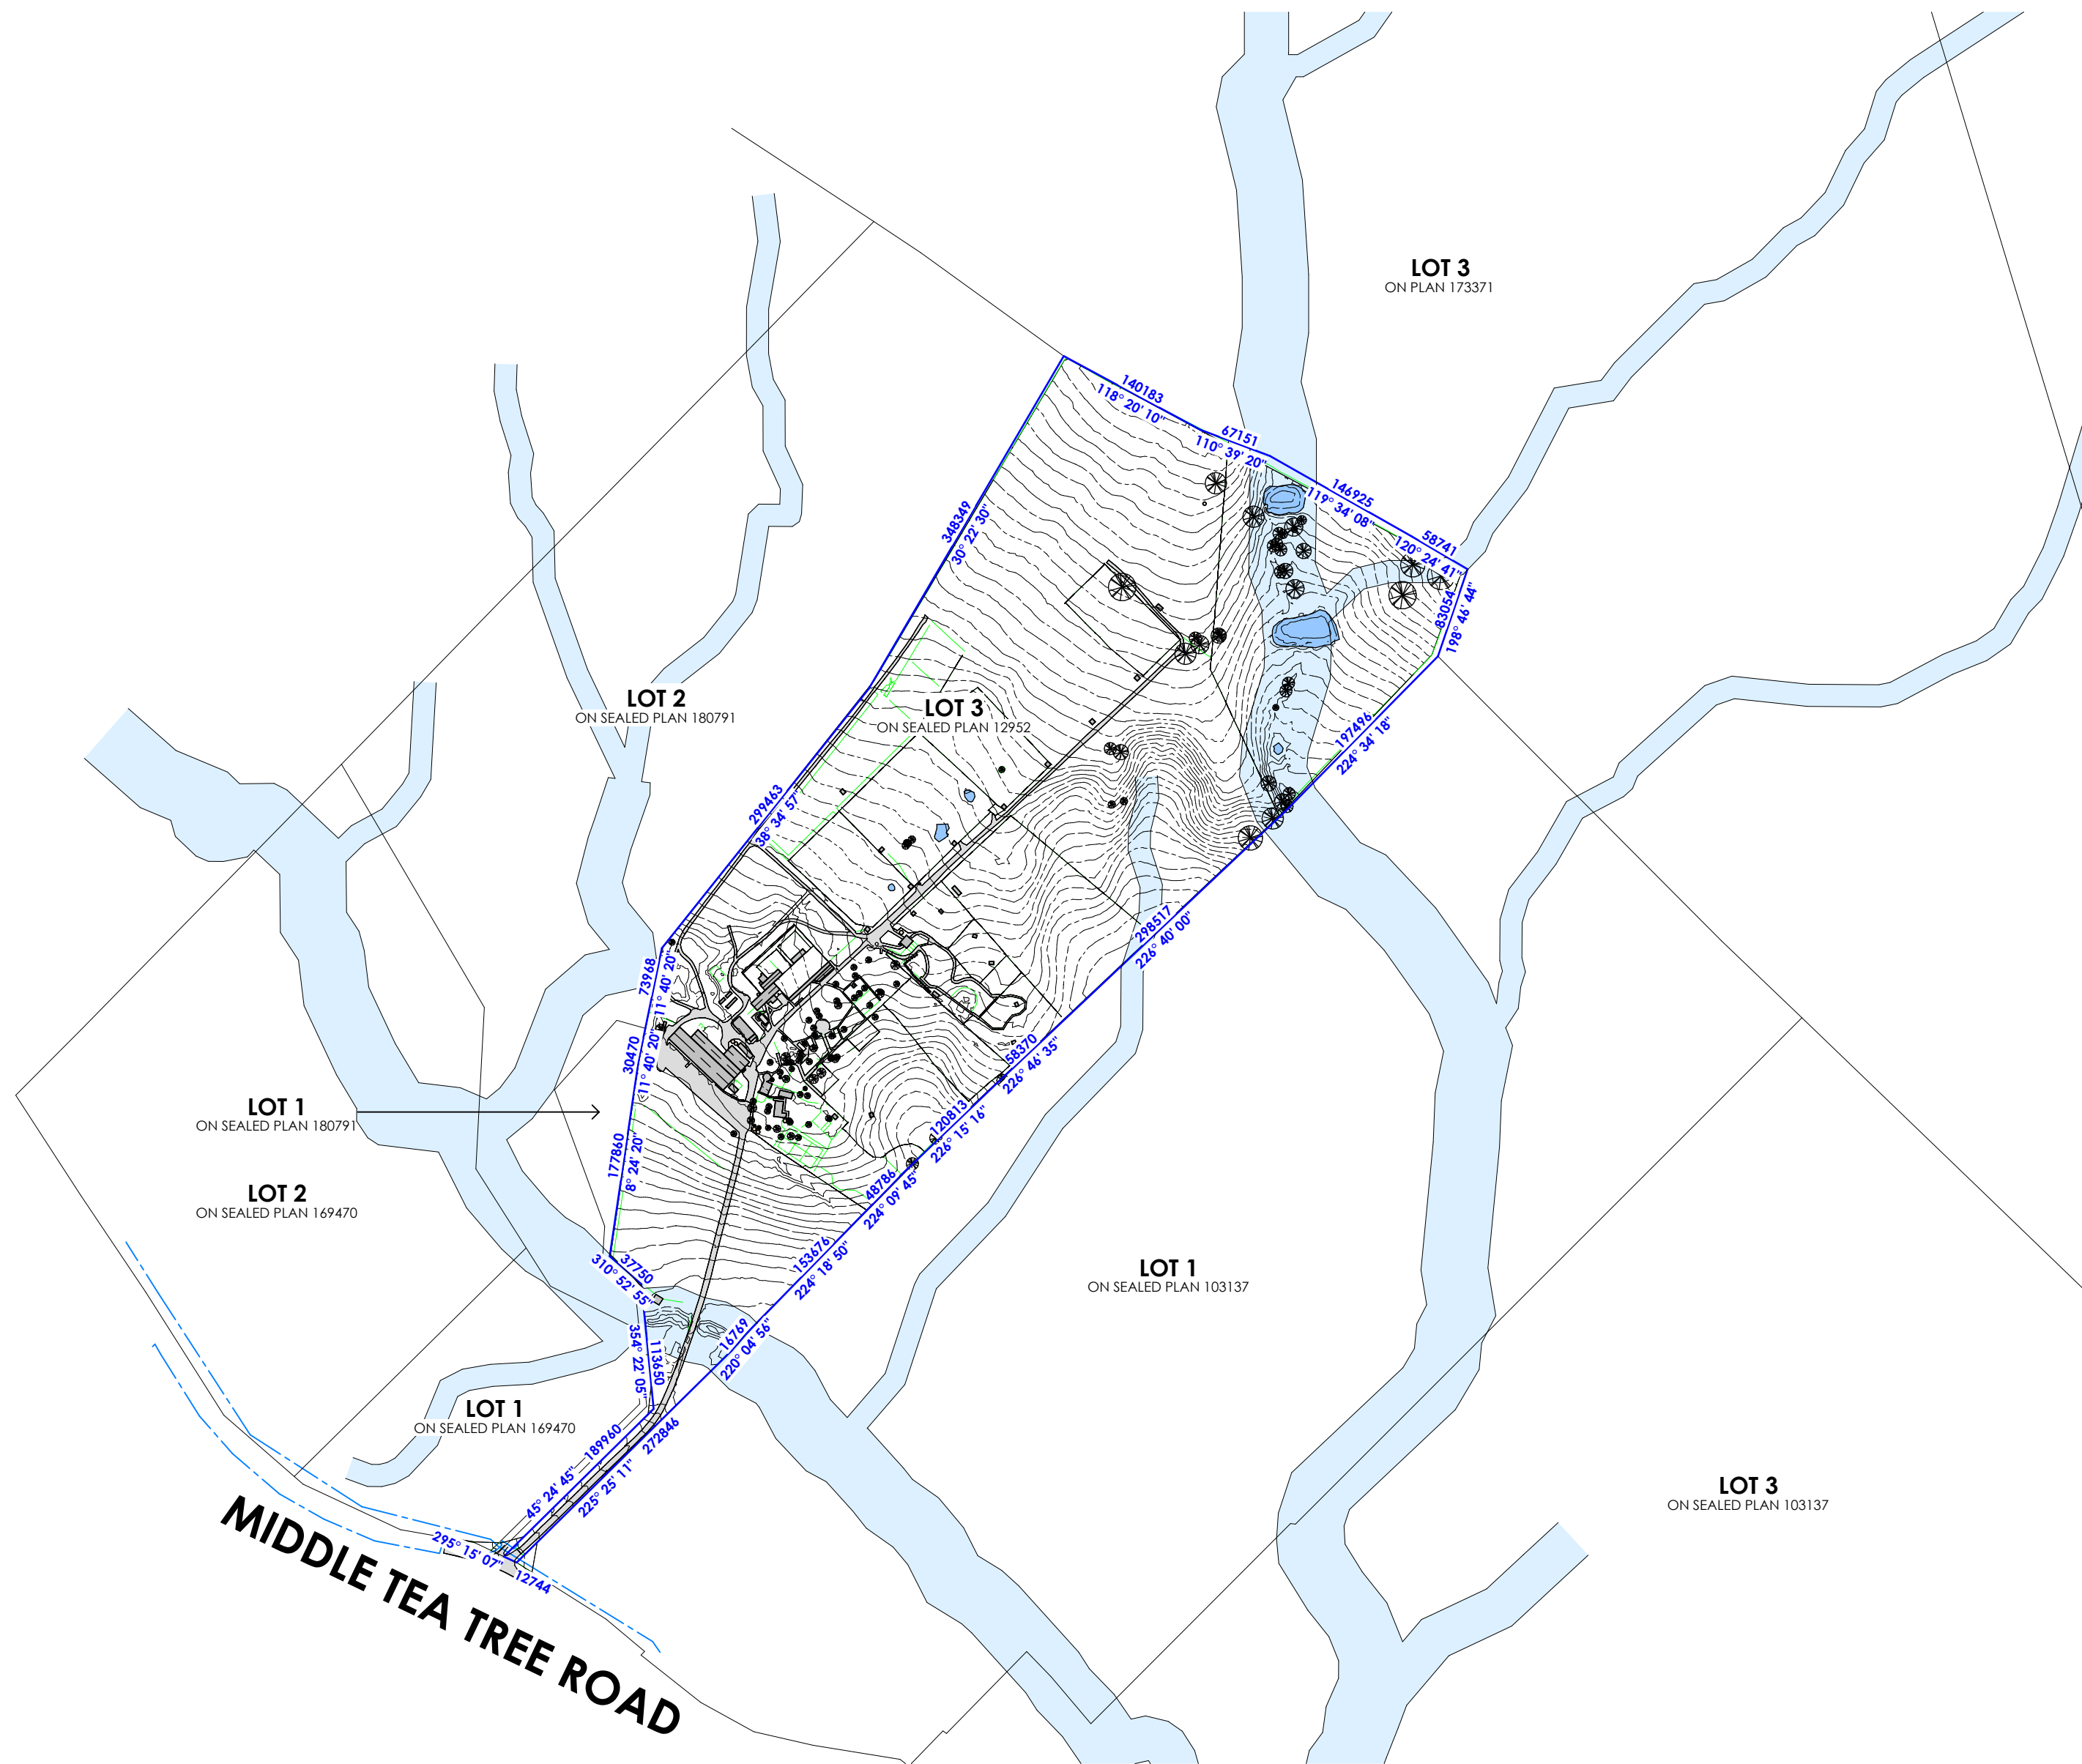 LOT 3
ON PLAN 173371
140183
118° 20' 10"
67151
110° 39' 20"
146925
119° 34' 08"
58741
120° 24' 41"
83054
198° 46' 44"
348349
30° 22' 30"
LOT 2
ON SEALED PLAN 180791
LOT 3
ON SEALED PLAN 12952
197496
224° 34' 18"
299463
38° 34' 57"
298517
226° 40' 00"
73968
11° 40' 20"
30470
11° 40' 20"
58370
226° 46' 35"
LOT 1
ON SEALED PLAN 180791
120813
226° 15' 16"
177860
8° 24' 20"
48786
224° 09' 45"
LOT 2
ON SEALED PLAN 169470
153676
224° 18' 50"
37750
310° 52' 55"
LOT 1
ON SEALED PLAN 103137
16769
220° 04' 56"
354° 22' 05"
113650
LOT 1
ON SEALED PLAN 169470
189960
45° 24' 45"
272846
225° 25' 11"
LOT 3
ON SEALED PLAN 103137
295° 15' 07"
12744
MIDDLE TEA TREE ROAD